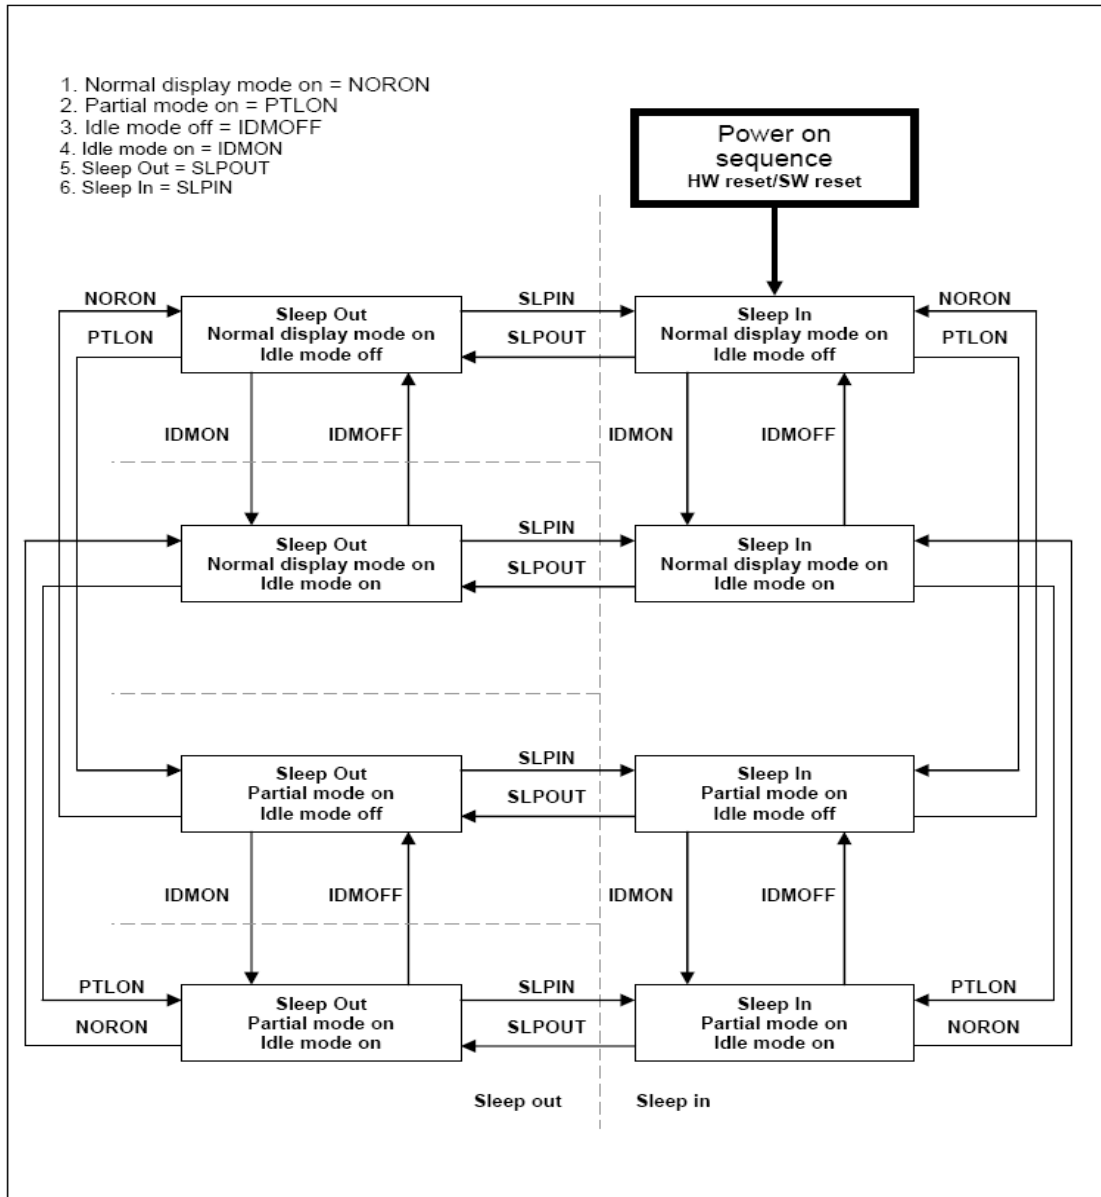 1. Normal display mode on = NORON
2. Partial mode on = PTLON
3. Idle mode off = IDMOFF
4. Idle mode on = IDMON
5. Sleep Out = SLPOUT
6. Sleep In = SLPIN
Power on
sequence
HW reset/SW reset
NORON
PTLON
Sleep Out
Normal display mode on
Idle mode off
SLPIN
SLPOUT
Sleep In
Normal display mode on
Idle mode off
NORON
PTLON
IDMON
IDMOFF
IDMON
IDMOFF
Sleep Out
Normal display mode on
Idle mode on
SLPIN
SLPOUT
Sleep In
Normal display mode on
Idle mode on
Sleep Out
Partial mode on
Idle mode off
SLPIN
SLPOUT
Sleep In
Partial mode on
Idle mode off
IDMON
IDMOFF
IDMON
IDMOFF
PTLON
NORON
Sleep Out
Partial mode on
Idle mode on
SLPIN
SLPOUT
Sleep In
Partial mode on
Idle mode on
PTLON
NORON
Sleep out
Sleep in